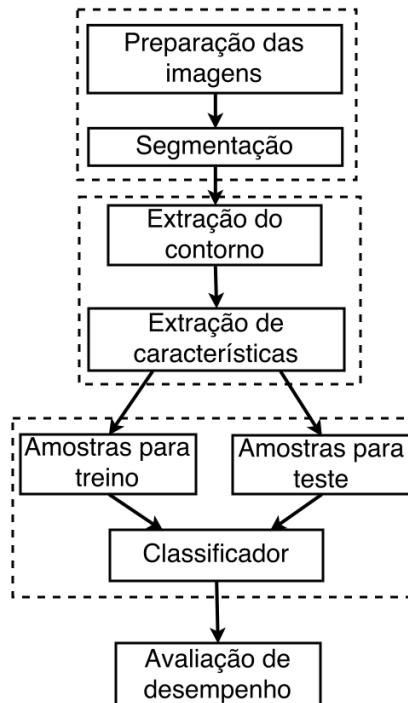 Preparação das
imagens
Segmentação
Extração do
contorno
Extração de
características
Amostras para
treino
Amostras para
teste
Classificador
Avaliação de
desempenho